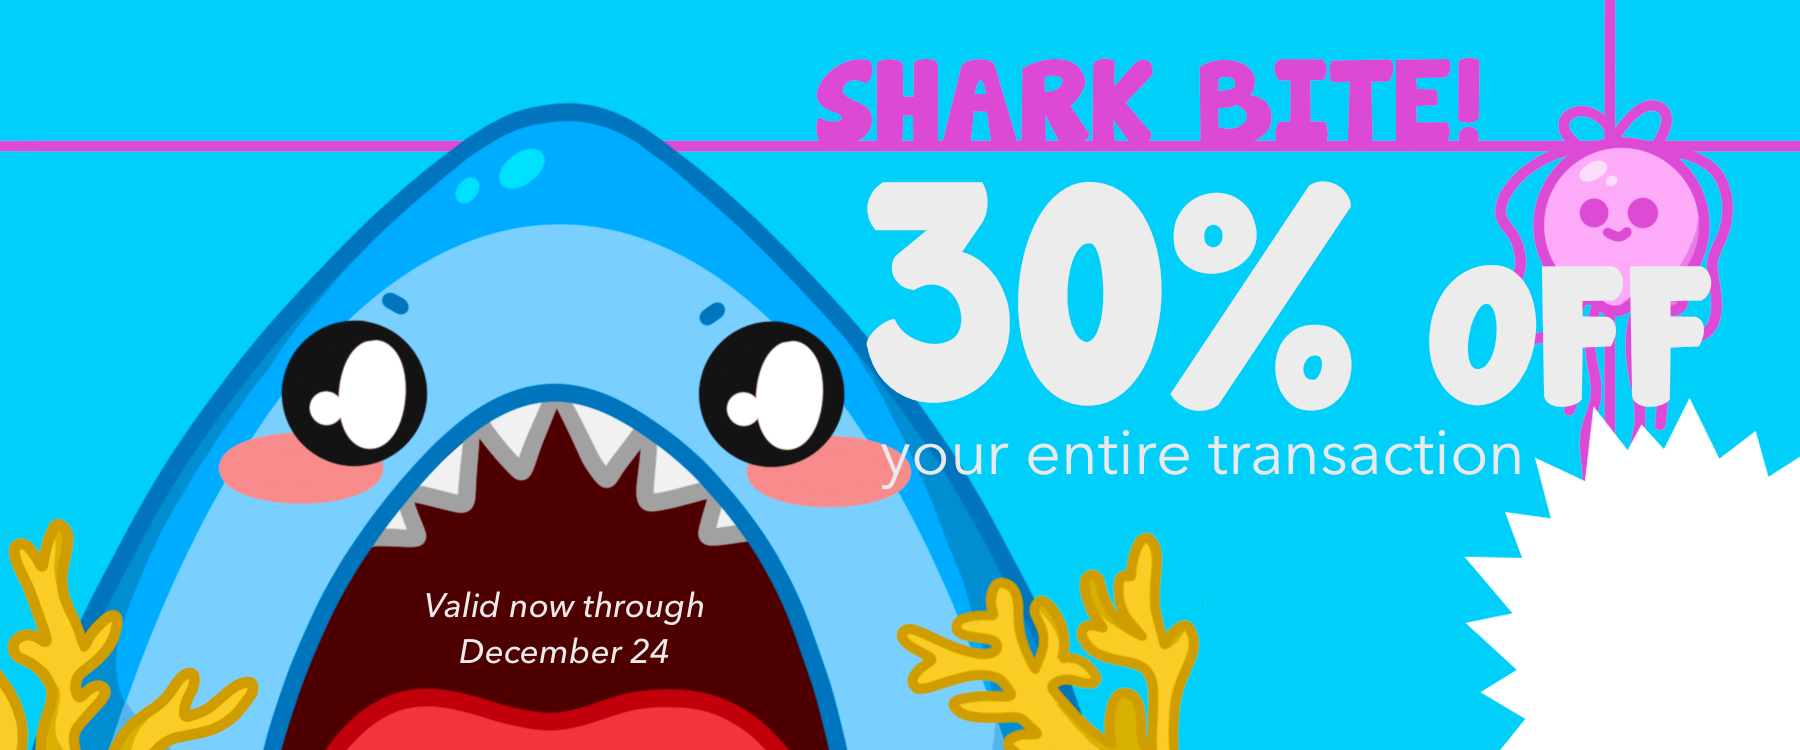 SHARK BITE!
30% OFF
your entire transaction
Valid now through
December 24